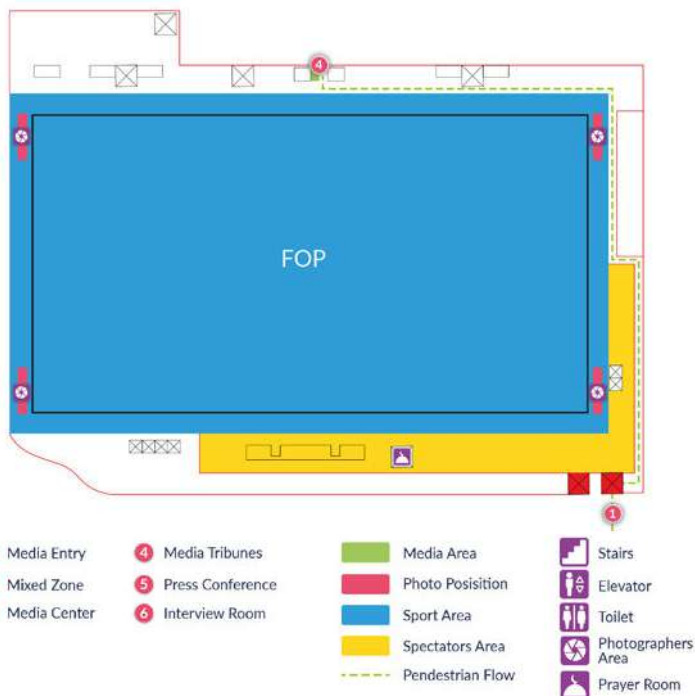 4
FOP
1
Media Entry
Mixed Zone
Media Center
4 Media Tribunes
5 Press Conference
6 Interview Room
Media Area
Photo Posisition
Sport Area
Spectators Area
Pendestrian Flow
Stairs
Elevator
Toilet
Photographers
Area
Prayer Room